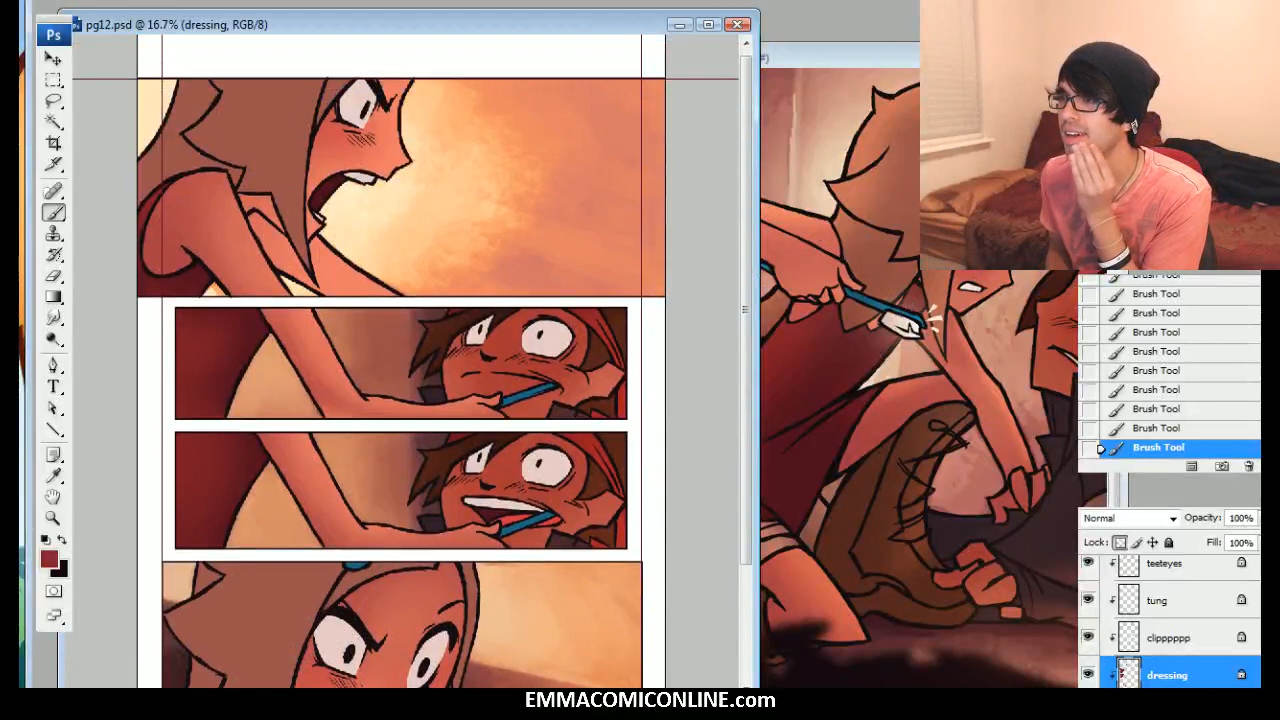 Ps
pg12.psd @ 16.7% (dressing, RGB/8)
Brush Tool
Brush Tool
Brush Tool
Brush Tool
Brush Tool
Brush Tool
Brush Tool
Brush Tool
Brush Tool
Brush Tool
Normal
Opacity: 100%
Lock:
Fill: 100%
teeteyes
tung
clipppppp
dressing
T
EMMACOMICONLINE.com